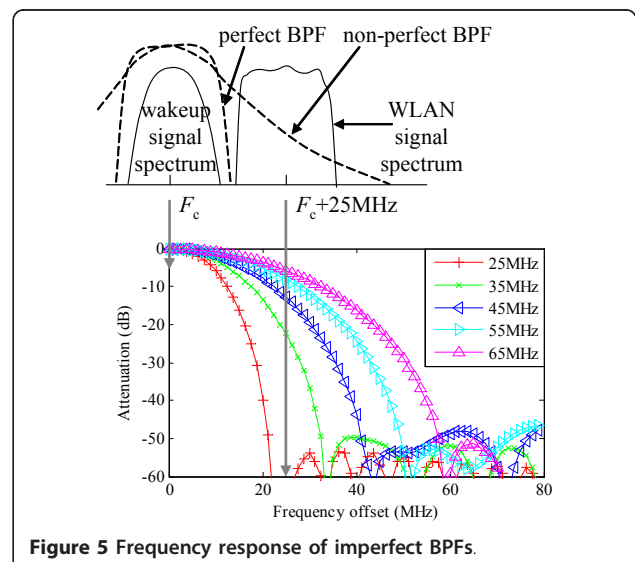 perfect BPF
non-perfect BPF
wakeup
signal
spectrum
WLAN
signal
spectrum
Fc
Fc+25MHz
0
-10
-20
-30
-40
-50
-60
Attenuation (dB)
25MHz
35MHz
45MHz
55MHz
65MHz
0
20
40
60
80
Frequency offset (MHz)
Figure 5 Frequency response of imperfect BPFs.